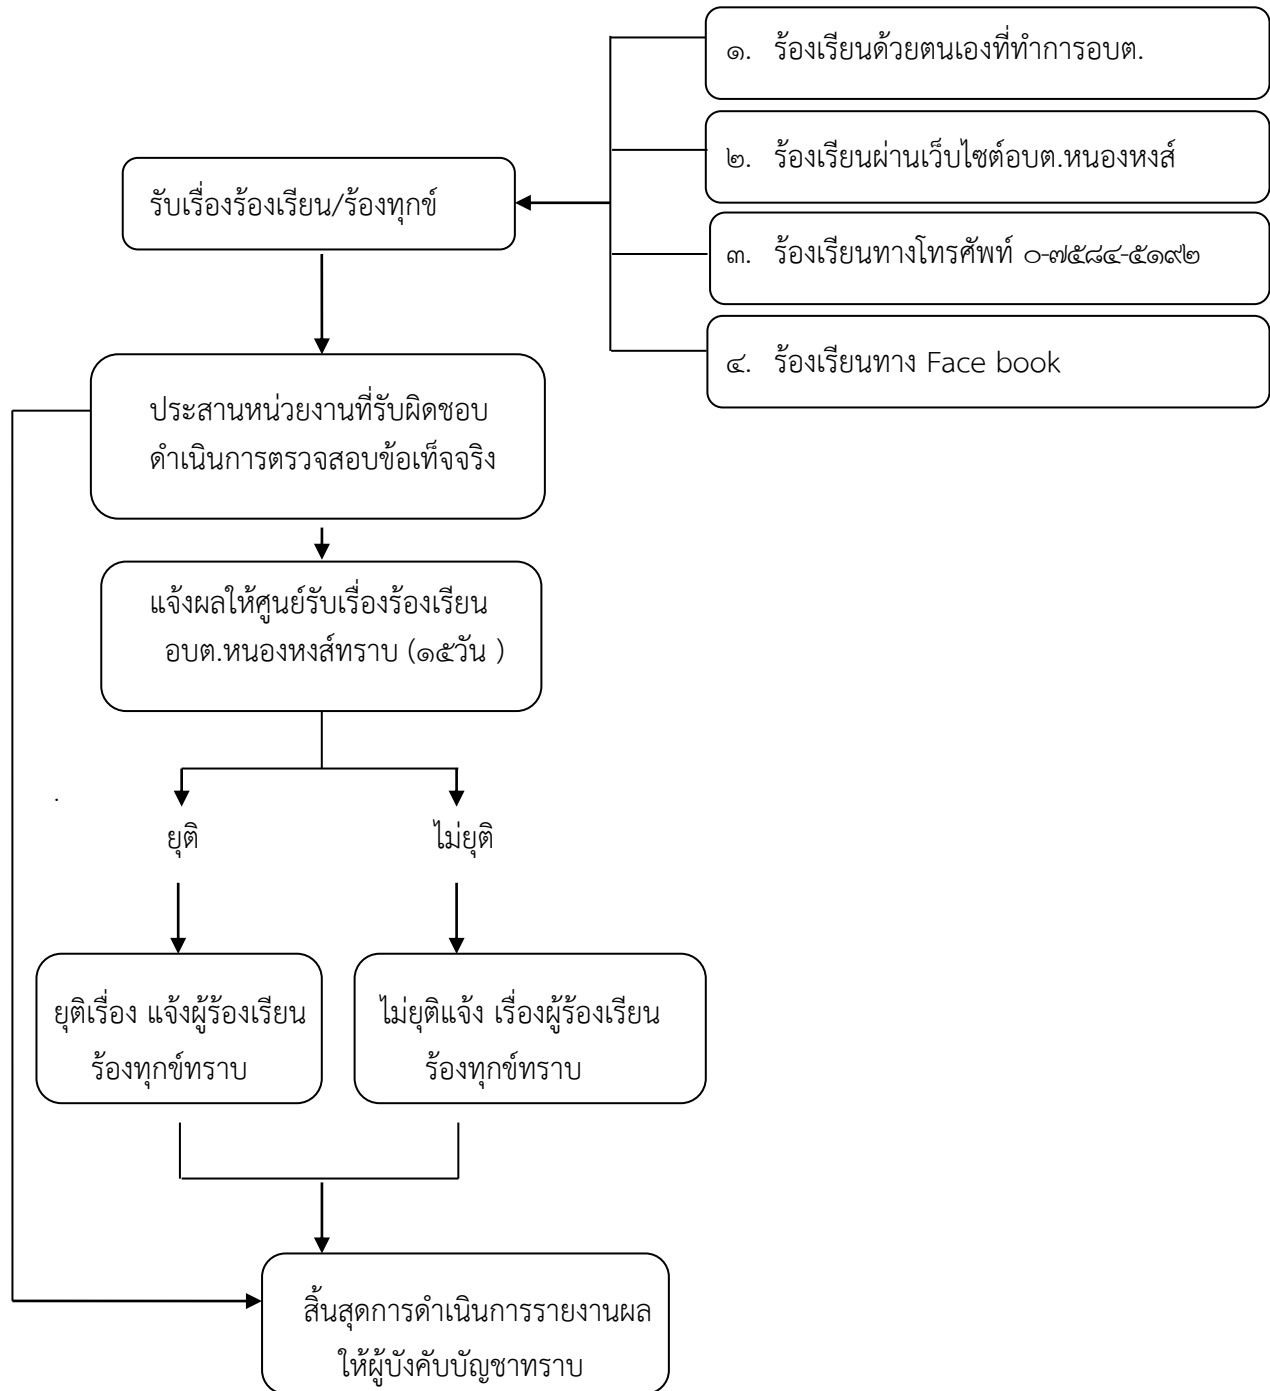 ๑. ร้องเรียนด้วยตนเองที่ทำการอบต.
๒. ร้องเรียนผ่านเว็บไซต์อบต.หนองหงส์
รับเรื่องร้องเรียน/ร้องทุกข์
๓. ร้องเรียนทางโทรศัพท์ ๐-๗๕๘๔-๕๑๙๒
๔. ร้องเรียนทาง Face book
ประสานหน่วยงานที่รับผิดชอบ
ดำเนินการตรวจสอบข้อเท็จจริง
แจ้งผลให้ศูนย์รับเรื่องร้องเรียน
อบต.หนองหงส์ทราบ (๑๕วัน )
ยุติ
ไม่ยุติ
ยุติเรื่อง แจ้งผู้ร้องเรียน
ร้องทุกข์ทราบ
ไม่ยุติแจ้ง เรื่องผู้ร้องเรียน
ร้องทุกข์ทราบ
สิ้นสุดการดำเนินการรายงานผล
ให้ผู้บังคับบัญชาทราบ